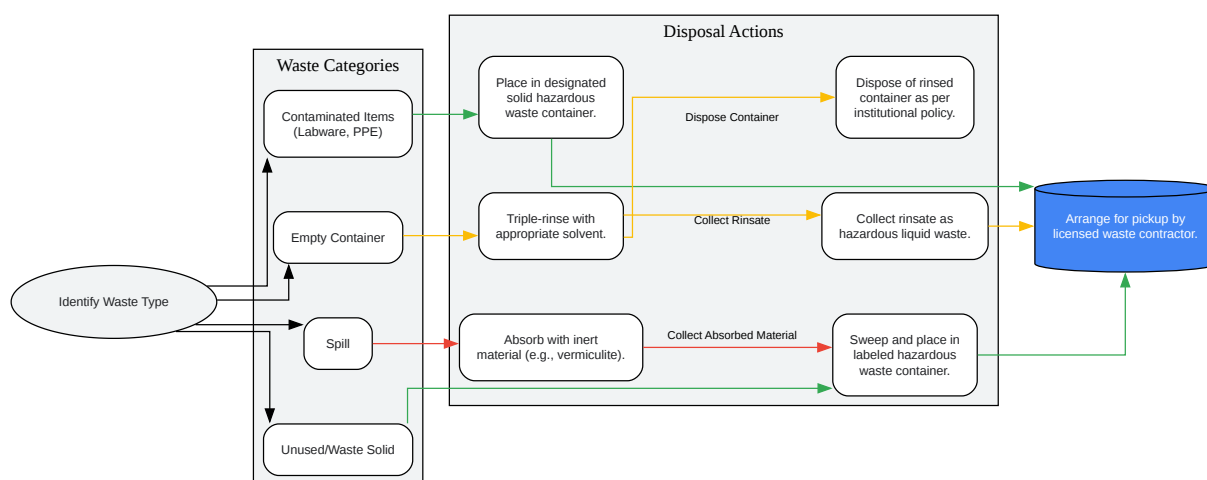 Disposal Actions
Waste Categories
Place in designated
solid hazardous
waste container.
Dispose of rinsed
container as per
institutional policy.
Contaminated Items
(Labware, PPE)
Dispose Container
Triple-rinse with
appropriate solvent.
Collect Rinsate
Collect rinsate as
hazardous liquid waste.
Arrange for pickup by
licensed waste contractor.
Empty Container
Identify Waste Type
Spill
Absorb with inert
material (e.g., vermiculite).
Collect Absorbed Material
Sweep and place in
labeled hazardous
waste container.
Unused/Waste Solid